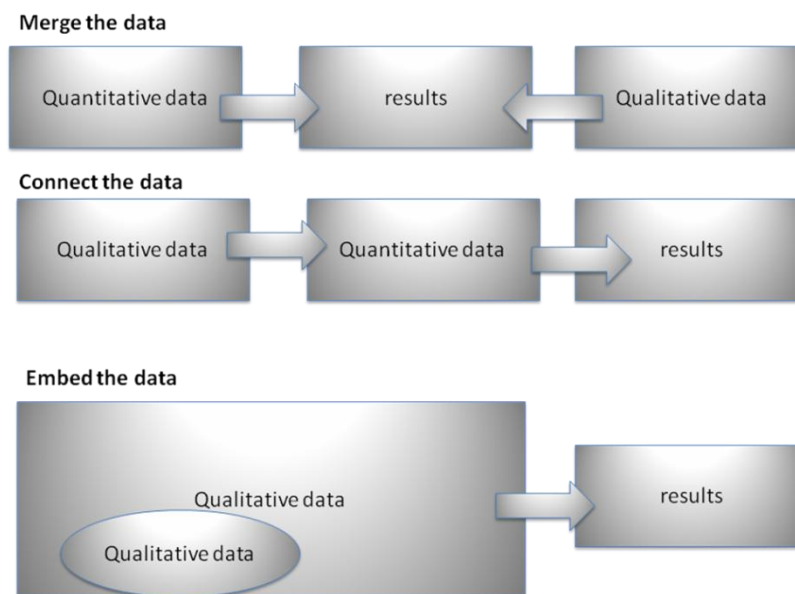 Merge the data
Quantitative data
results
Qualitative data
Connect the data
Qualitative data
Quantitative data
results
Embed the data
Qualitative data
results
Qualitative data